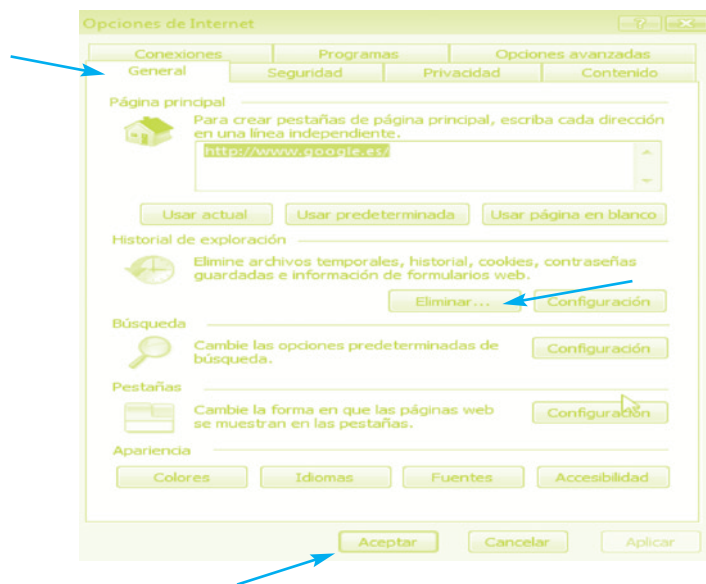 Opciones de Internet
Conexiones Programas Opciones avanzadas
General Seguridad Privacidad Contenido
Página principal
Para crear pestañas de página principal, escriba cada dirección
en una línea independiente.
http://www.google.es/
Usar actual Usar predeterminada Usar página en blanco
Historial de exploración
Elimine archivos temporales, historial, cookies, contraseñas
guardadas e información de formularios web.
Eliminar... Configuración
Búsqueda
Cambie las opciones predeterminadas de
búsqueda.
Configuración
Pestañas
Cambie la forma en que las páginas web
se muestran en las pestañas.
Configuración
Apariencia
Colores Idiomas Fuentes Accesibilidad
Aceptar Cancelar Aplicar